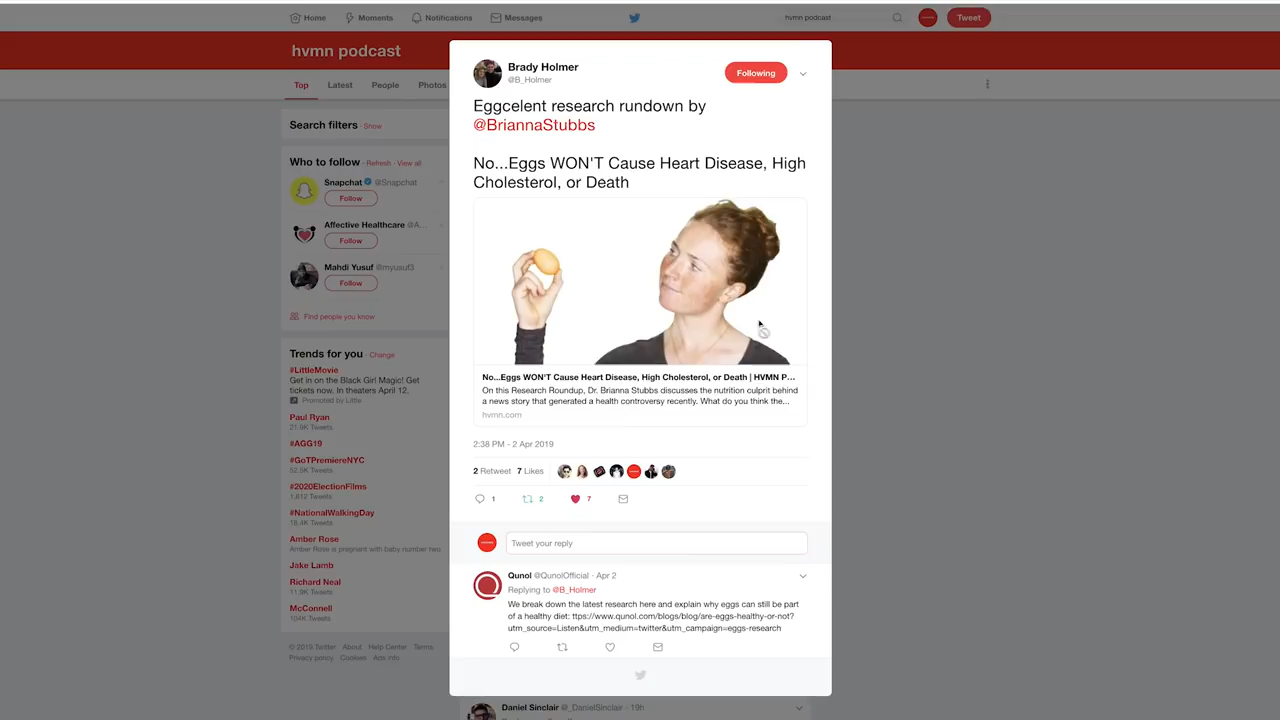 Home
Moments
Notifications
Messages
hvmn podcast
Tweet
hvmn podcast
Top
Latest
People
Photos
Search filters · Show
Who to follow · Refresh · View all
Snapchat @Snapchat
Follow
Affective Healthcare @A...
Follow
Mahdi Yusuf @myusuf3
Follow
Find people you know
Trends for you · Change
#LittleMovie
Get in on the Black Girl Magic! Get
tickets now. In theaters April 12.
Promoted by Little
Paul Ryan
21.9K Tweets
#AGG19
#GoTPremiereNYC
52.5K Tweets
#2020ElectionFilms
1,812 Tweets
#NationalWalkingDay
18.4K Tweets
Amber Rose
Amber Rose is pregnant with baby number two
Jake Lamb
Richard Neal
11.9K Tweets
McConnell
104K Tweets
© 2019 Twitter About Help Center Terms
Privacy policy Cookies Ads info
Brady Holmer
@B_Holmer
Following
Eggcelent research rundown by
@BriannaStubbs
No...Eggs WON'T Cause Heart Disease, High
Cholesterol, or Death
No...Eggs WON'T Cause Heart Disease, High Cholesterol, or Death | HVMN P...
On this Research Roundup, Dr. Brianna Stubbs discusses the nutrition culprit behind
a news story that generated a health controversy recently. What do you think the...
hvmn.com
2:38 PM - 2 Apr 2019
2 Retweet 7 Likes
1 2 7
Tweet your reply
Qunol @QunolOfficial · Apr 2
Replying to @B_Holmer
We break down the latest research here and explain why eggs can still be part
of a healthy diet: ttps://www.qunol.com/blogs/blog/are-eggs-healthy-or-not?
utm_source=Listen&utm_medium=twitter&utm_campaign=eggs-research
Daniel Sinclair @_DanielSinclair · 19h